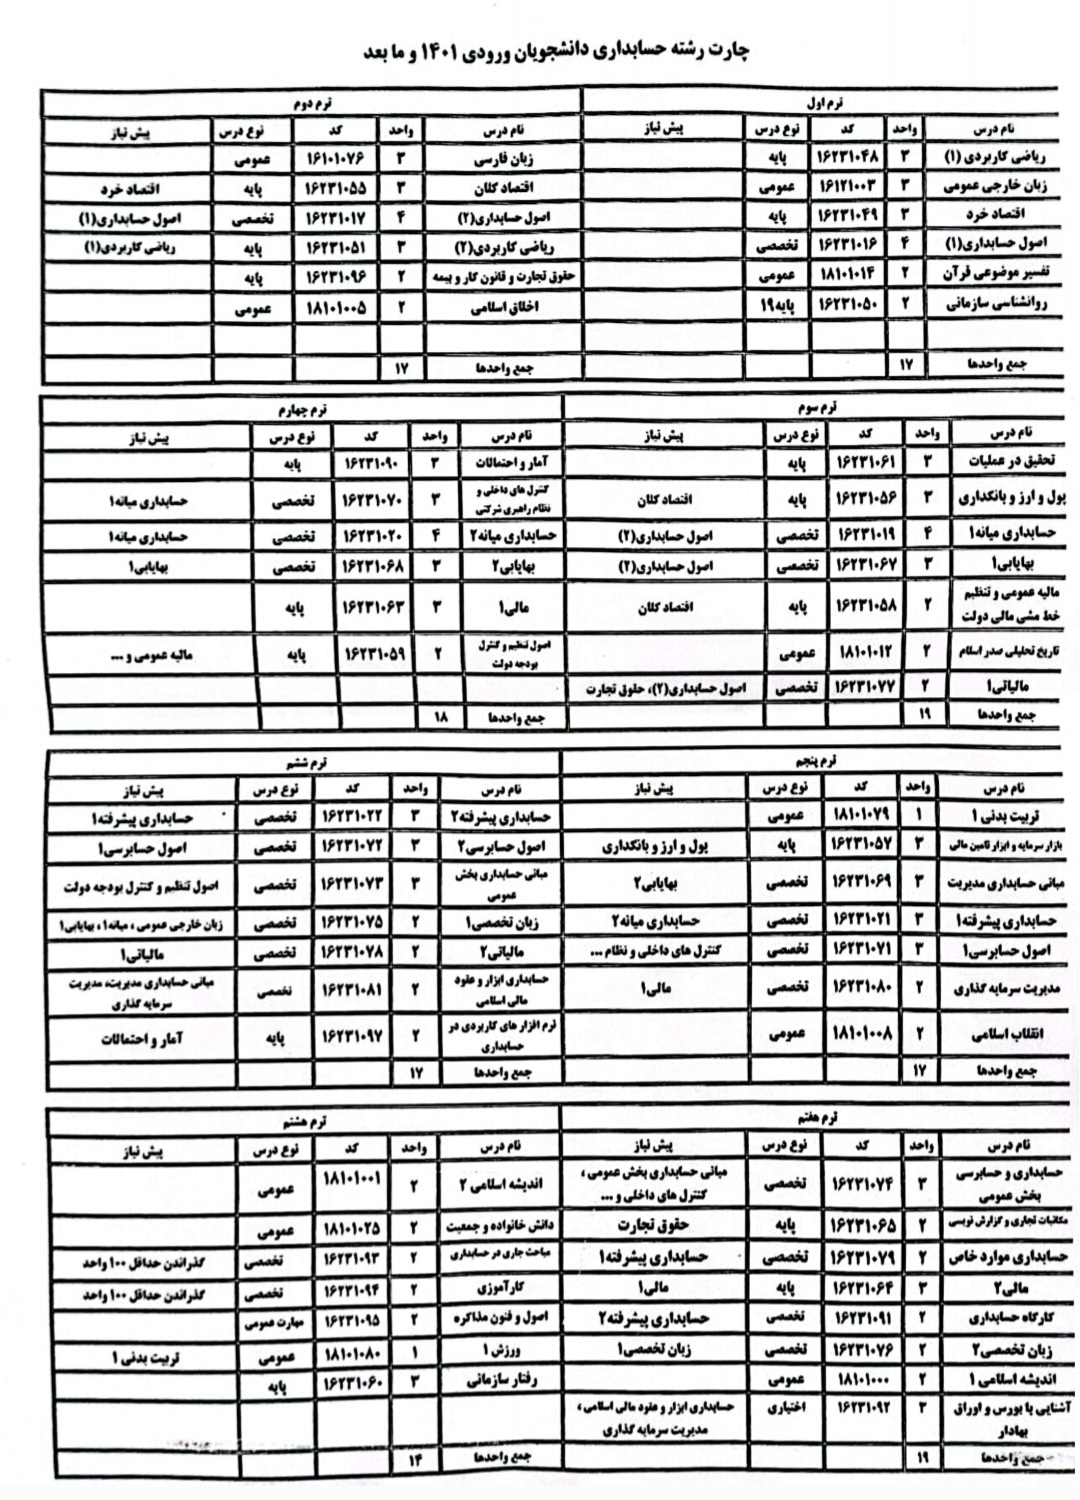 چارت رشته حسابداری دانشجویان ورودی ۱۴۰۱ و ما بعد
ترم اول
نام درس واحد کد نوع درس پیش نیاز
ریاضی کاربردی (۱) ۳ ۱۶۲۳۱۰۴۸ پایه
زبان خارجی عمومی ۳ ۱۶۱۲۱۰۰۳ عمومی
اقتصاد خرد ۳ ۱۶۲۳۱۰۴۹ پایه
اصول حسابداری(۱) ۴ ۱۶۲۳۱۰۱۶ تخصصی
تفسیر موضوعی قرآن ۲ ۱۸۱۰۱۰۱۴ عمومی
روانشناسی سازمانی ۲ ۱۶۲۳۱۰۵۰ پایه۱۹
جمع واحدها ۱۷
ترم دوم
نام درس واحد کد نوع درس پیش نیاز
زبان فارسی ۳ ۱۶۱۰۱۰۷۶ عمومی
اقتصاد کلان ۳ ۱۶۲۳۱۰۵۵ پایه اقتصاد خرد
اصول حسابداری(۲) ۴ ۱۶۲۳۱۰۱۷ تخصصی اصول حسابداری(۱)
ریاضی کاربردی(۲) ۳ ۱۶۲۳۱۰۵۱ پایه ریاضی کاربردی(۱)
حقوق تجارت و قانون کار و بیمه ۲ ۱۶۲۳۱۰۹۶ پایه
اخلاق اسلامی ۲ ۱۸۱۰۱۰۰۵ عمومی
جمع واحدها ۱۷
ترم سوم
نام درس واحد کد نوع درس پیش نیاز
تحقیق در عملیات ۳ ۱۶۲۳۱۰۶۱ پایه
پول و ارز و بانکداری ۳ ۱۶۲۳۱۰۵۶ پایه اقتصاد کلان
حسابداری میانه۱ ۴ ۱۶۲۳۱۰۱۹ تخصصی اصول حسابداری(۲)
بهایابی۱ ۳ ۱۶۲۳۱۰۶۷ تخصصی اصول حسابداری(۲)
مالیه عمومی و تنظیم
خط مشی مالی دولت ۲ ۱۶۲۳۱۰۵۸ پایه اقتصاد کلان
تاریخ تحلیلی صدر اسلام ۲ ۱۸۱۰۱۰۱۲ عمومی
مالیاتی۱ ۲ ۱۶۲۳۱۰۷۷ تخصصی اصول حسابداری(۲)، حقوق تجارت
جمع واحدها ۱۹
ترم چهارم
نام درس واحد کد نوع درس پیش نیاز
آمار و احتمالات ۳ ۱۶۲۳۱۰۹۰ پایه
کنترل های داخلی و
نظام راهبری شرکتی ۳ ۱۶۲۳۱۰۷۰ تخصصی حسابداری میانه۱
حسابداری میانه۲ ۴ ۱۶۲۳۱۰۲۰ تخصصی حسابداری میانه۱
بهایابی۲ ۳ ۱۶۲۳۱۰۶۸ تخصصی بهایابی۱
مالی۱ ۳ ۱۶۲۳۱۰۶۳ پایه
اصول تنظیم و کنترل
بودجه دولت ۲ ۱۶۲۳۱۰۵۹ پایه مالیه عمومی و ...
جمع واحدها ۱۸
ترم پنجم
نام درس واحد کد نوع درس پیش نیاز
تربیت بدنی ۱ ۱ ۱۸۱۰۱۰۷۹ عمومی
بازار سرمایه و ابزار تامین مالی ۳ ۱۶۲۳۱۰۵۷ پایه پول و ارز و بانکداری
مبانی حسابداری مدیریت ۳ ۱۶۲۳۱۰۶۹ تخصصی بهایابی۲
حسابداری پیشرفته۱ ۳ ۱۶۲۳۱۰۲۱ تخصصی حسابداری میانه۲
اصول حسابرسی۱ ۳ ۱۶۲۳۱۰۷۱ تخصصی کنترل های داخلی و نظام ...
مدیریت سرمایه گذاری ۲ ۱۶۲۳۱۰۸۰ تخصصی مالی۱
انقلاب اسلامی ۲ ۱۸۱۰۱۰۰۸ عمومی
جمع واحدها ۱۷
ترم ششم
نام درس واحد کد نوع درس پیش نیاز
حسابداری پیشرفته۲ ۳ ۱۶۲۳۱۰۲۲ تخصصی حسابداری پیشرفته۱
اصول حسابرسی۲ ۳ ۱۶۲۳۱۰۷۲ تخصصی اصول حسابرسی۱
مبانی حسابداری بخش
عمومی ۳ ۱۶۲۳۱۰۷۳ تخصصی اصول تنظیم و کنترل بودجه دولت
زبان تخصصی۱ ۲ ۱۶۲۳۱۰۷۵ تخصصی زبان خارجی عمومی ، میانه۱ ، بهایابی۱
مالیاتی۲ ۲ ۱۶۲۳۱۰۷۸ تخصصی مالیاتی۱
حسابداری ابزار و عقود
مالی اسلامی ۲ ۱۶۲۳۱۰۸۱ تخصصی مبانی حسابداری مدیریت، مدیریت
سرمایه گذاری
نرم افزار های کاربردی در
حسابداری ۲ ۱۶۲۳۱۰۹۷ پایه آمار و احتمالات
جمع واحدها ۱۷
ترم هفتم
نام درس واحد کد نوع درس پیش نیاز
حسابداری و حسابرسی
بخش عمومی ۳ ۱۶۲۳۱۰۷۴ تخصصی مبانی حسابداری بخش عمومی ،
کنترل های داخلی و ...
مکاتبات تجاری و گزارش نویسی ۲ ۱۶۲۳۱۰۶۵ پایه حقوق تجارت
حسابداری موارد خاص ۲ ۱۶۲۳۱۰۷۹ تخصصی حسابداری پیشرفته۱
مالی۲ ۳ ۱۶۲۳۱۰۶۴ پایه مالی۱
کارگاه حسابداری ۲ ۱۶۲۳۱۰۹۱ تخصصی حسابداری پیشرفته۲
زبان تخصصی۲ ۲ ۱۶۲۳۱۰۷۶ تخصصی زبان تخصصی۱
اندیشه اسلامی ۱ ۲ ۱۸۱۰۱۰۰۰ عمومی
آشنایی با بورس و اوراق
بهادار ۳ ۱۶۲۳۱۰۹۲ اختیاری حسابداری ابزار و عقود مالی اسلامی ،
مدیریت سرمایه گذاری
جمع واحدها ۱۹
ترم هشتم
نام درس واحد کد نوع درس پیش نیاز
اندیشه اسلامی ۲ ۲ ۱۸۱۰۱۰۰۱ عمومی
دانش خانواده و جمعیت ۲ ۱۸۱۰۱۰۲۵ عمومی
مباحث جاری در حسابداری ۲ ۱۶۲۳۱۰۹۳ تخصصی گذراندن حداقل ۱۰۰ واحد
کارآموزی ۲ ۱۶۲۳۱۰۹۴ تخصصی گذراندن حداقل ۱۰۰ واحد
اصول و فنون مذاکره ۲ ۱۶۲۳۱۰۹۵ مهارت عمومی
ورزش ۱ ۱ ۱۸۱۰۱۰۸۰ عمومی تربیت بدنی ۱
رفتار سازمانی ۳ ۱۶۲۳۱۰۶۰ پایه
جمع واحدها ۱۴